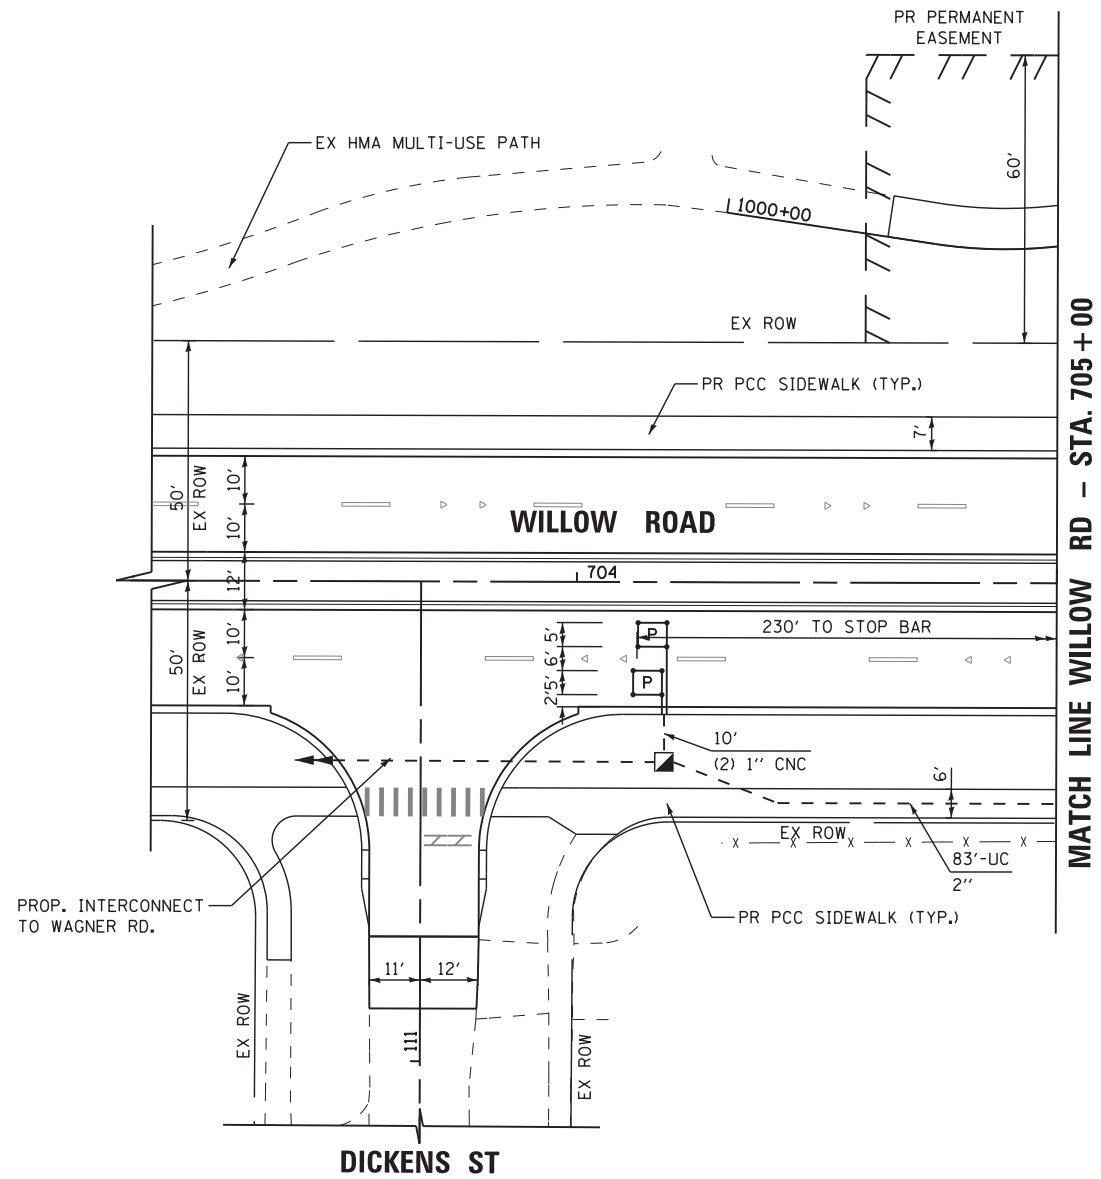 PR PERMANENT
EASEMENT
EX HMA MULTI-USE PATH
60'
1000+00
EX ROW
PR PCC SIDEWALK (TYP.)
7'
50'
EX ROW
10'
10'
WILLOW ROAD
12'
704
50'
EX ROW
10'
10'
5'
6'
5'
2'
P
P
230' TO STOP BAR
10'
(2) 1" CNC
6'
EX ROW
X X X X X X
83'-UC
2"
PROP. INTERCONNECT
TO WAGNER RD.
PR PCC SIDEWALK (TYP.)
11'
12'
111
EX ROW
EX ROW
DICKENS ST
MATCH LINE WILLOW RD - STA. 705+00